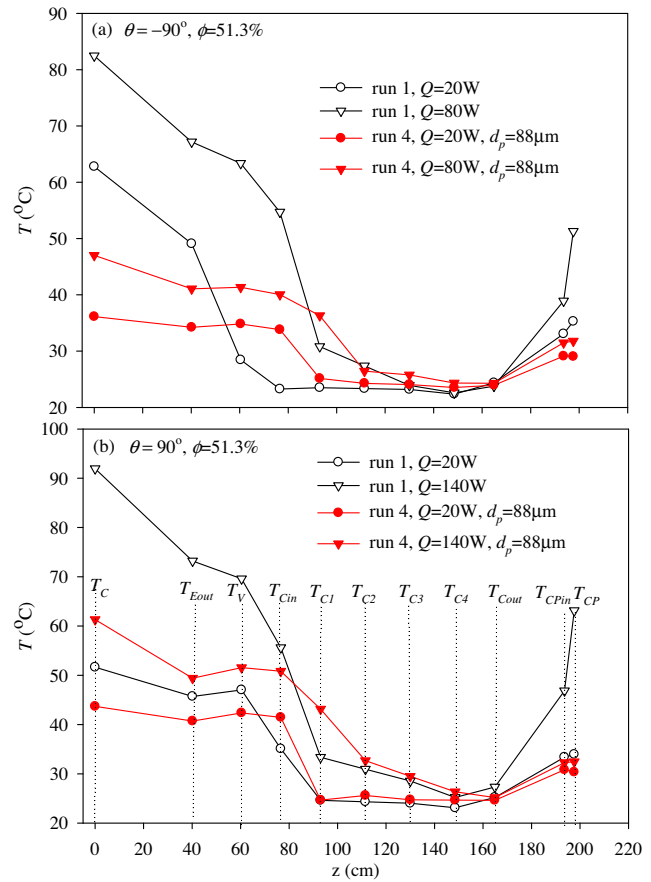 90
(a) θ = −90°, ϕ=51.3%
80
run 1, Q=20W
run 1, Q=80W
70
run 4, Q=20W, dp=88μm
run 4, Q=80W, dp=88μm
60
T (°C)
50
40
30
20
100
(b) θ = 90°, ϕ=51.3%
90
run 1, Q=20W
run 1, Q=140W
80
run 4, Q=20W, dp=88μm
run 4, Q=140W, dp=88μm
70
TC TEout TV TCin TC1 TC2 TC3 TC4 TCout TCPin TCP
60
T (°C)
50
40
30
20
0 20 40 60 80 100 120 140 160 180 200 220
z (cm)